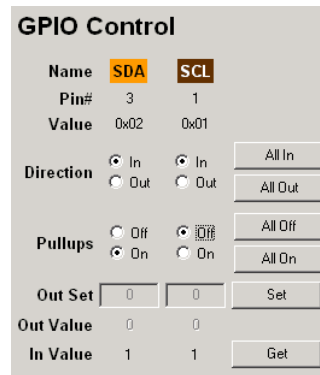 GPIO Control
Name SDA SCL
Pin# 3 1
Value 0x02 0x01
Direction In In All In
Out Out All Out
Pullups Off Off All Off
On On All On
Out Set 0 0 Set
Out Value 0 0
In Value 1 1 Get